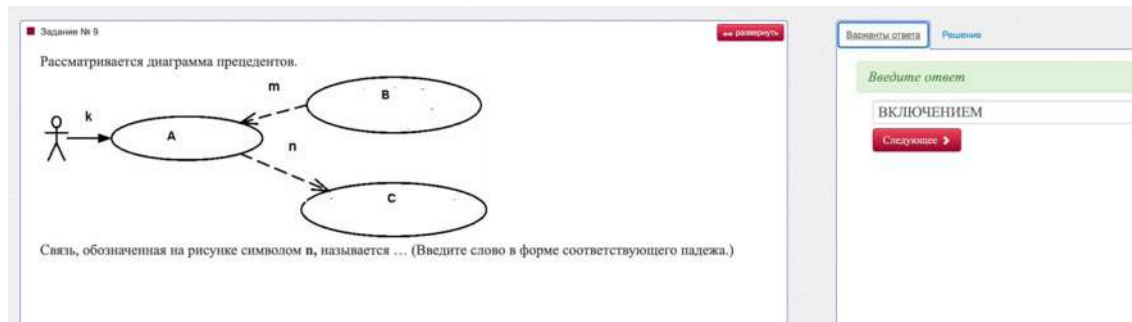 Задание № 9
развернуть
Рассматривается диаграмма прецедентов.
m
B
k
A
n
C
Связь, обозначенная на рисунке символом n, называется … (Введите слово в форме соответствующего падежа.)
Варианты ответа Решение
Введите ответ
ВКЛЮЧЕНИЕМ
Следующее